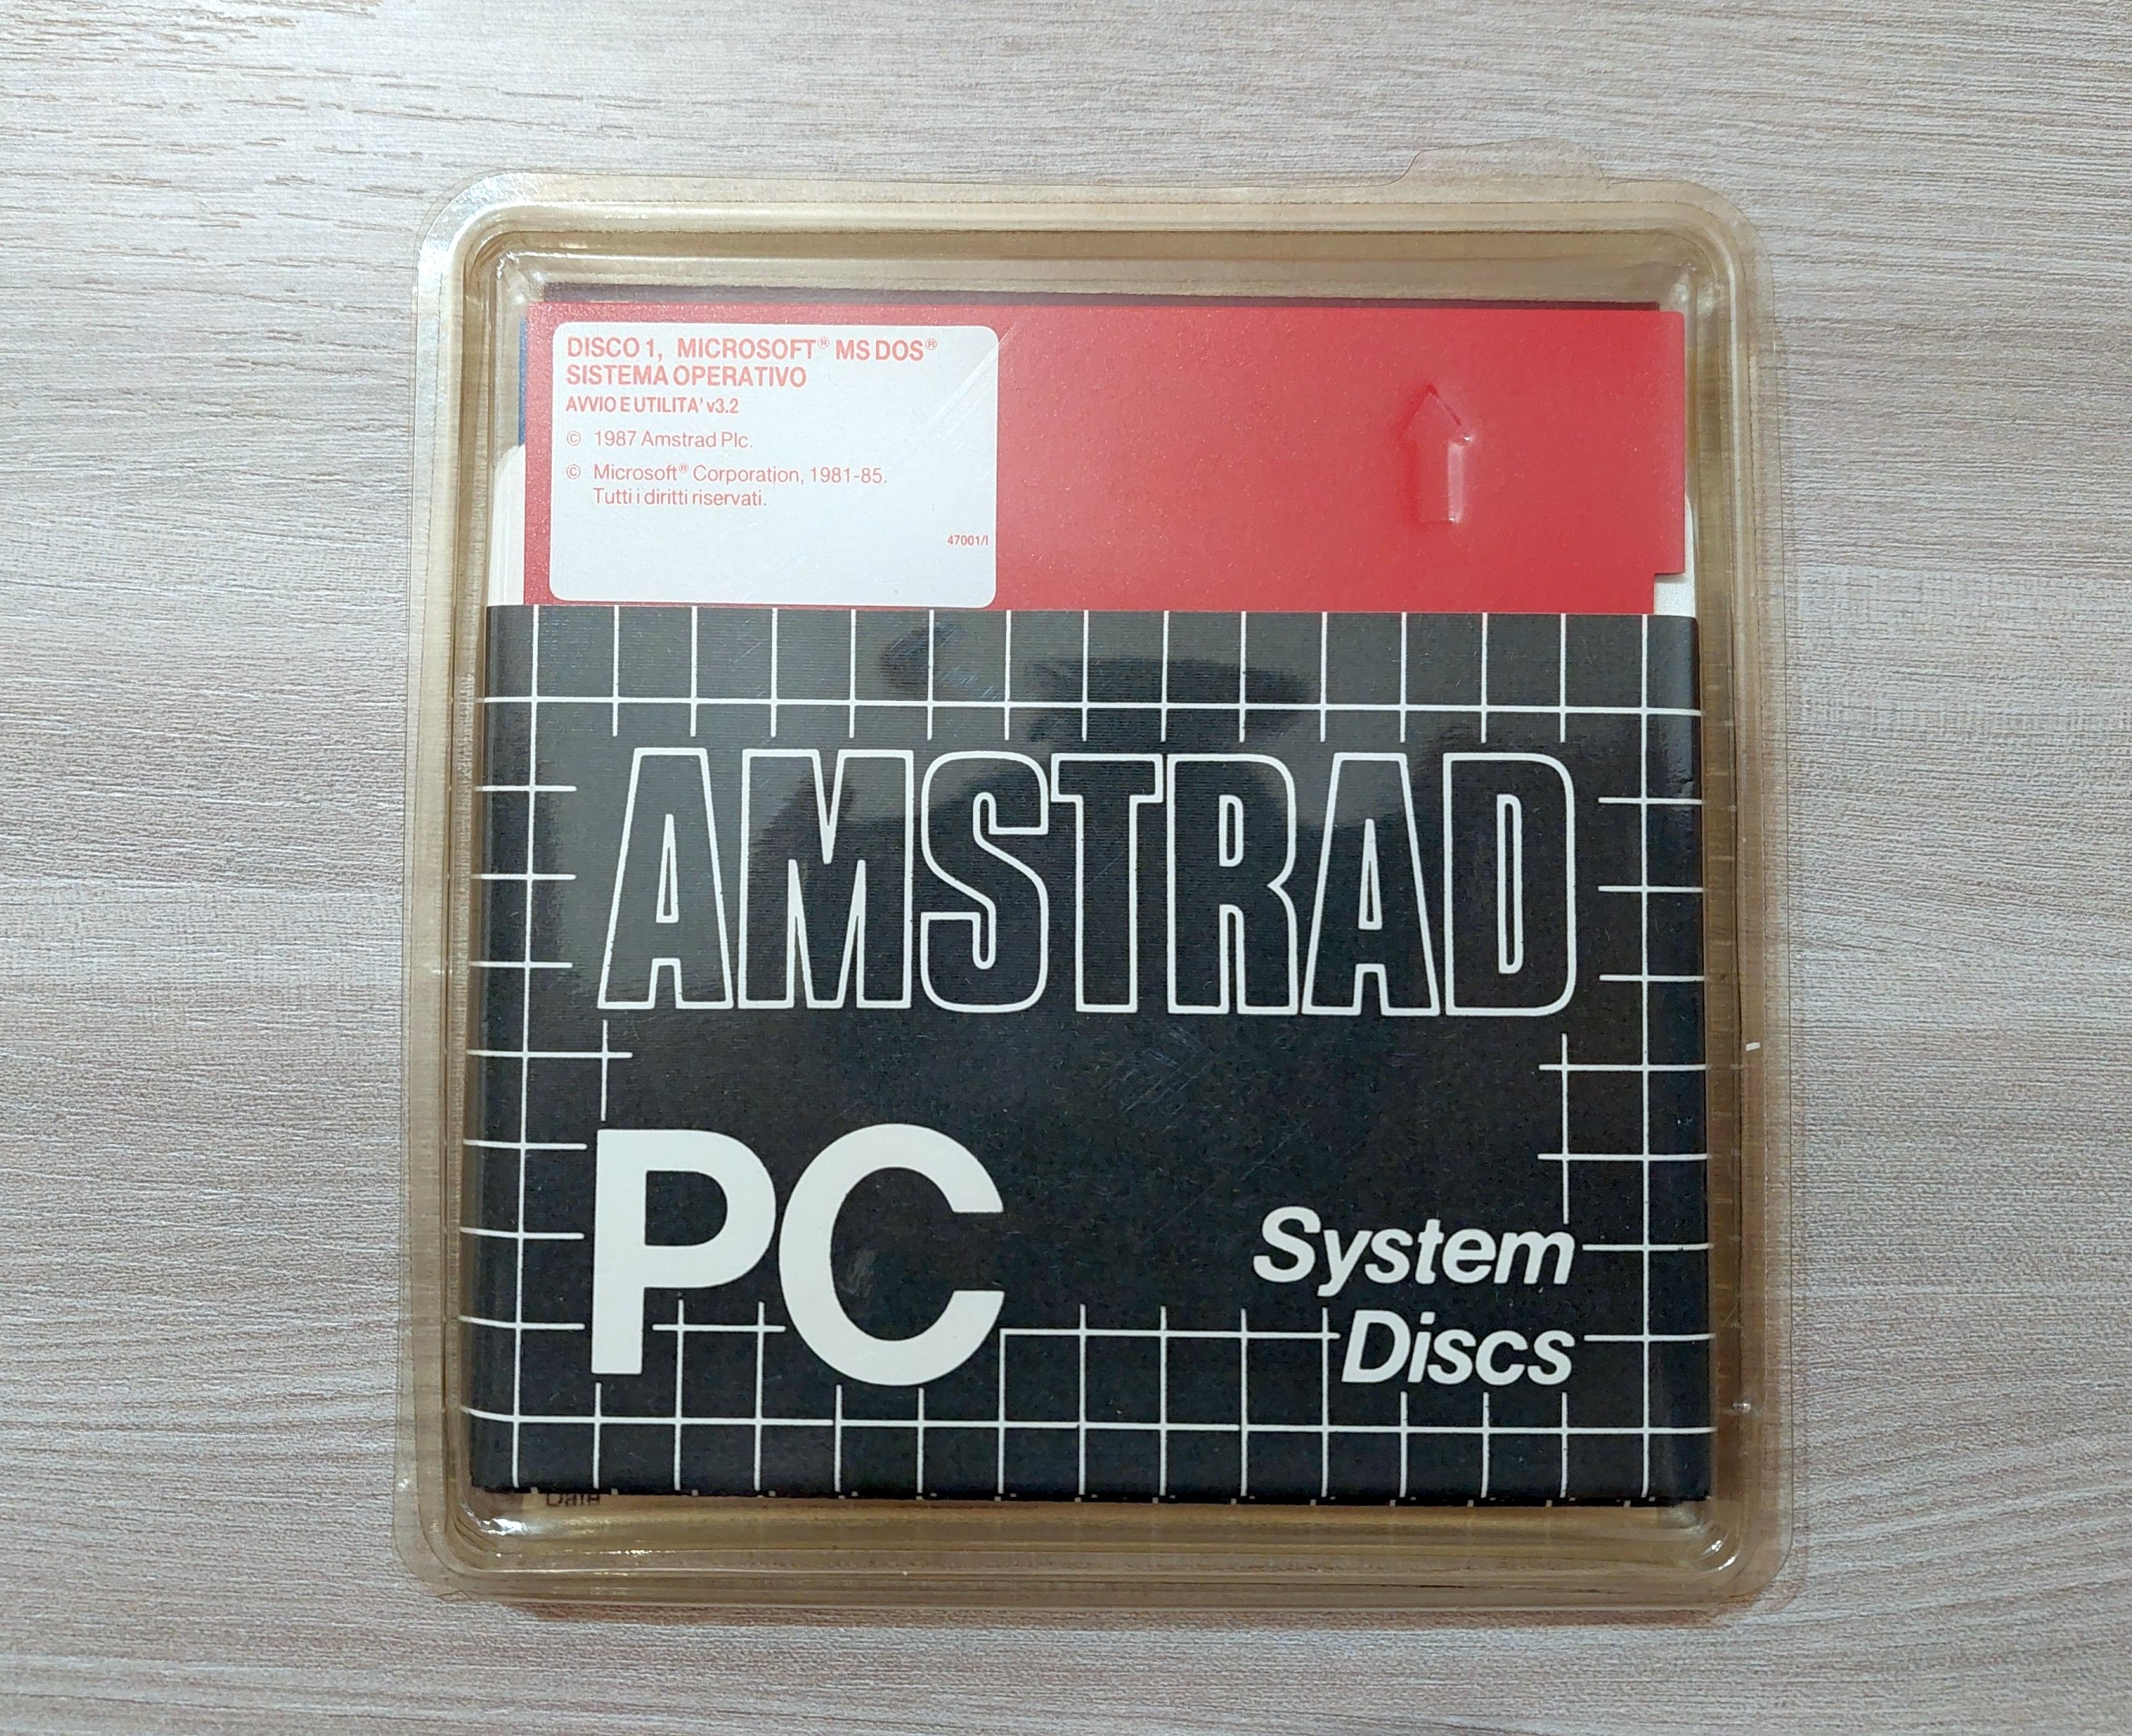 DISCO 1, MICROSOFT® MS DOS®
SISTEMA OPERATIVO
AVVIO E UTILITA' v3.2
© 1987 Amstrad Plc.
© Microsoft® Corporation, 1981-85.
Tutti i diritti riservati.
47001/I
AMSTRAD
PC
System
Discs
Date